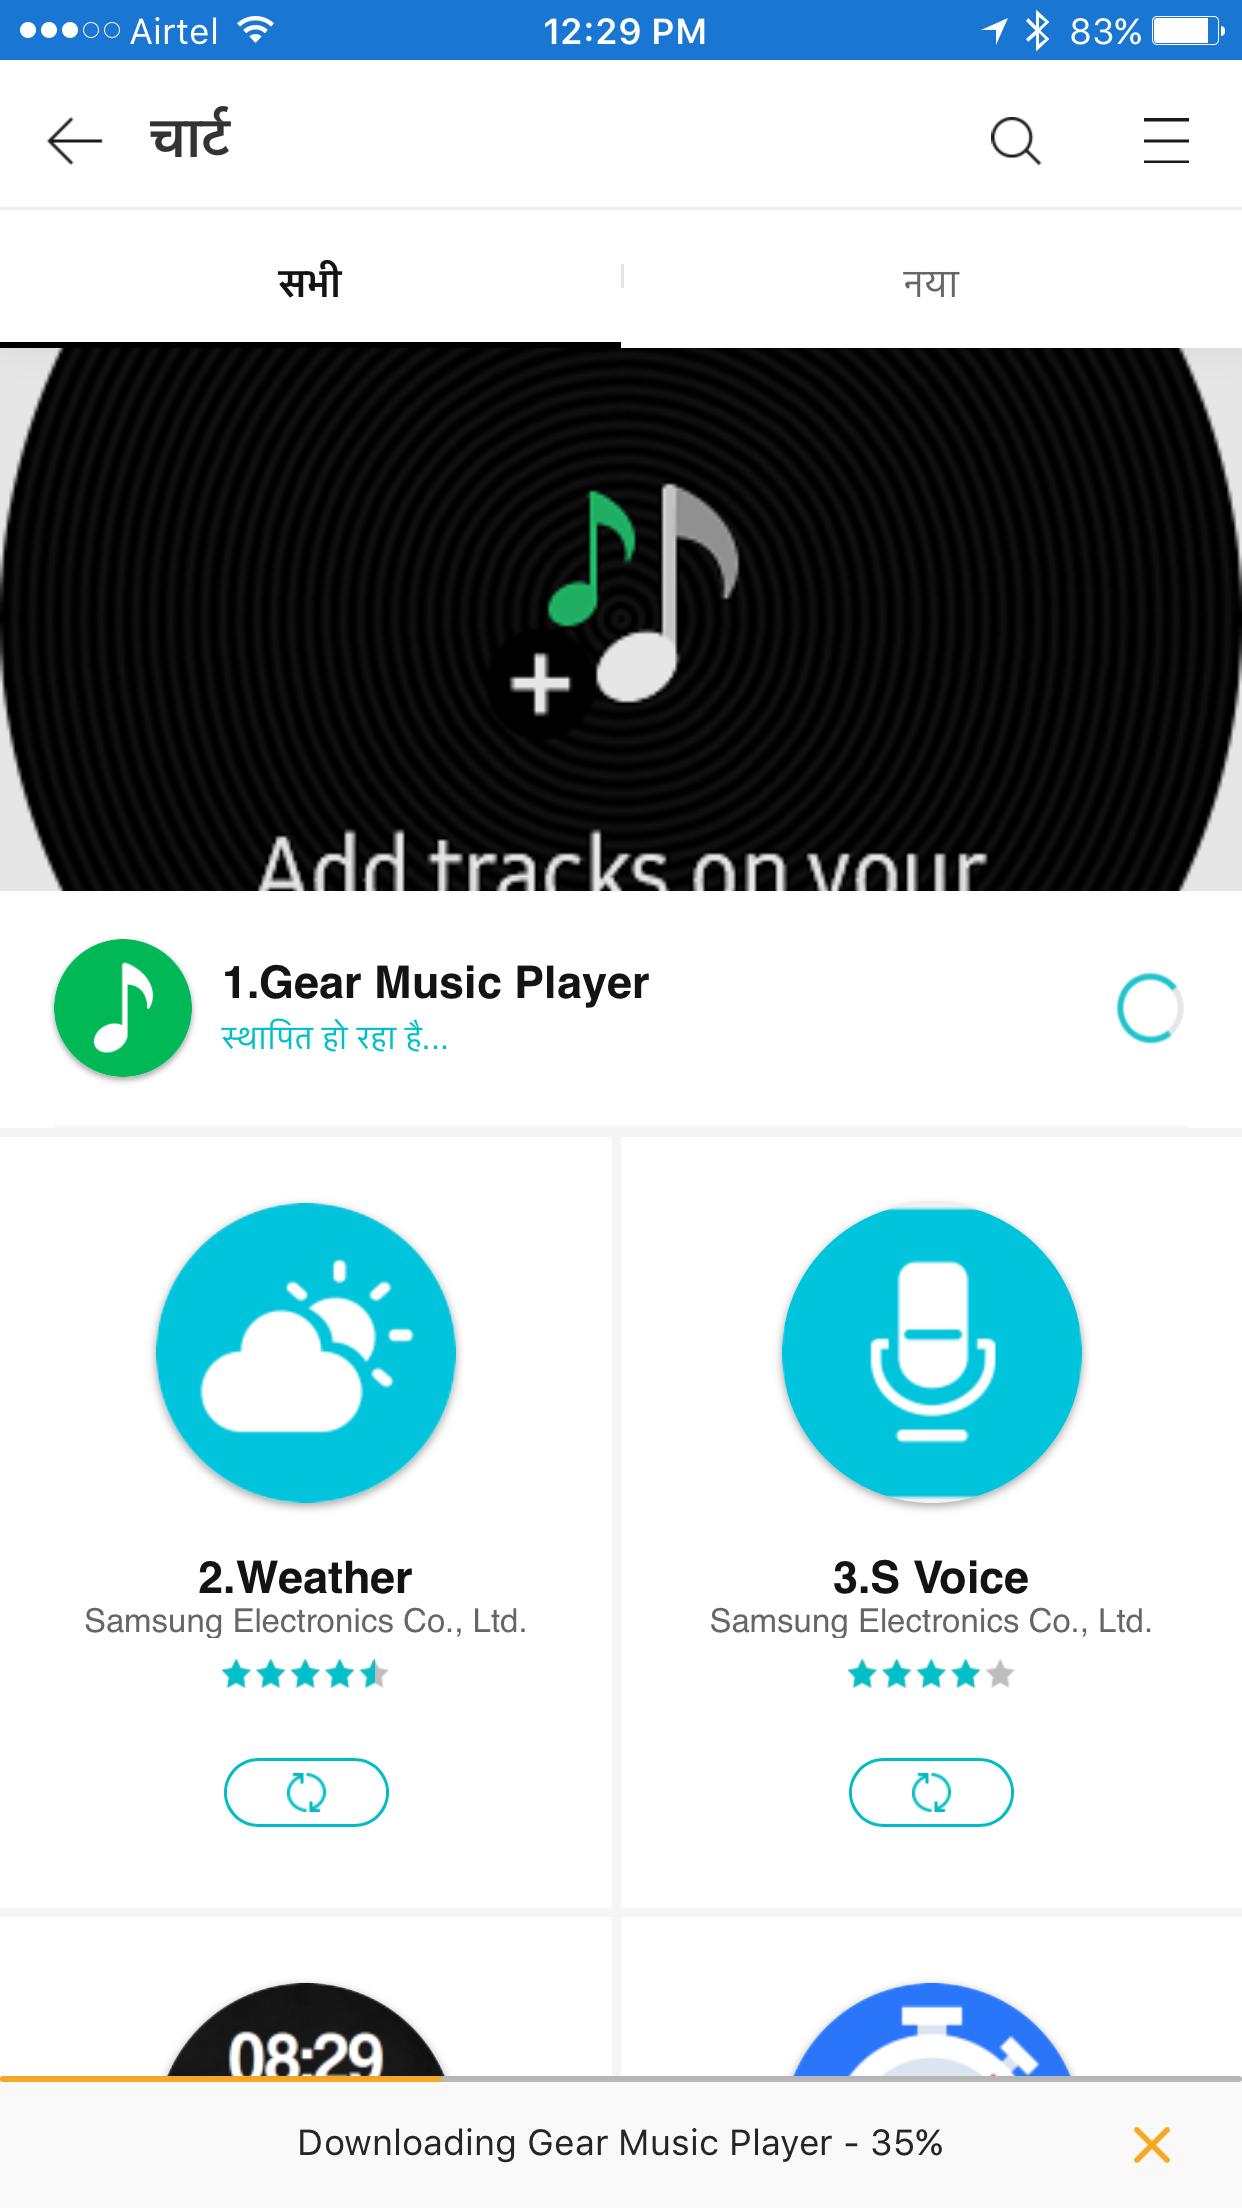 Airtel 12:29 PM 83%
चार्ट
सभी नया
Add tracks on your
1.Gear Music Player
स्थापित हो रहा है...
2.Weather 3.S Voice
Samsung Electronics Co., Ltd. Samsung Electronics Co., Ltd.
08:29
Downloading Gear Music Player - 35%